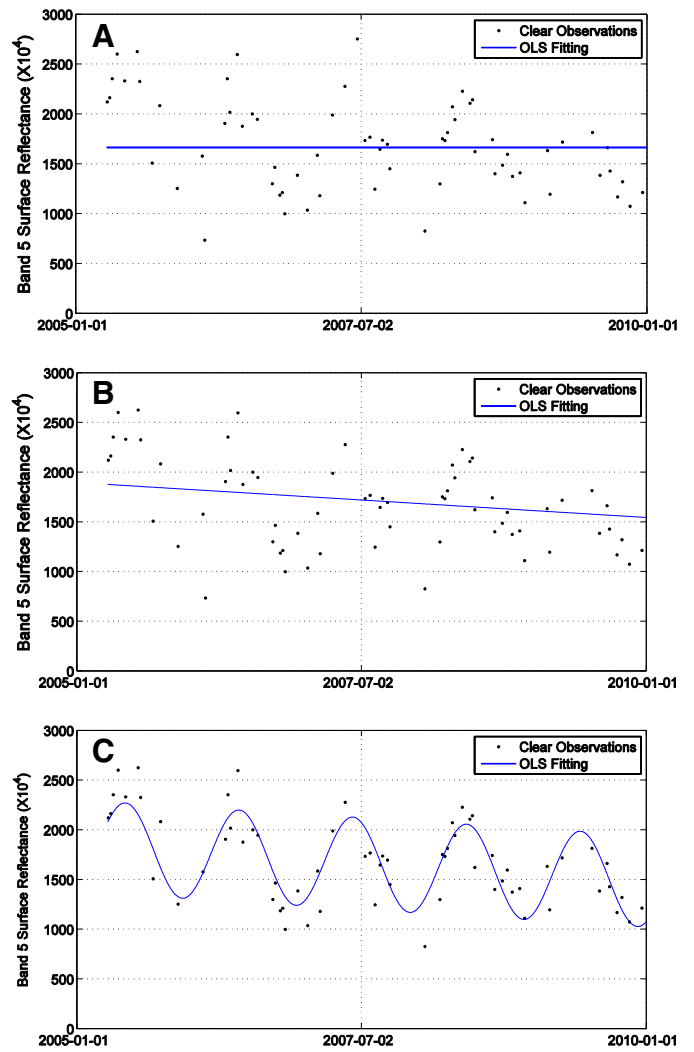 A
Clear Observations
OLS Fitting
Band 5 Surface Reflectance (X10⁴)
3000
2500
2000
1500
1000
500
0
2005-01-01
2007-07-02
2010-01-01
B
Clear Observations
OLS Fitting
Band 5 Surface Reflectance (X10⁴)
3000
2500
2000
1500
1000
500
0
2005-01-01
2007-07-02
2010-01-01
C
Clear Observations
OLS Fitting
Band 5 Surface Reflectance (X10⁴)
3000
2500
2000
1500
1000
500
0
2005-01-01
2007-07-02
2010-01-01